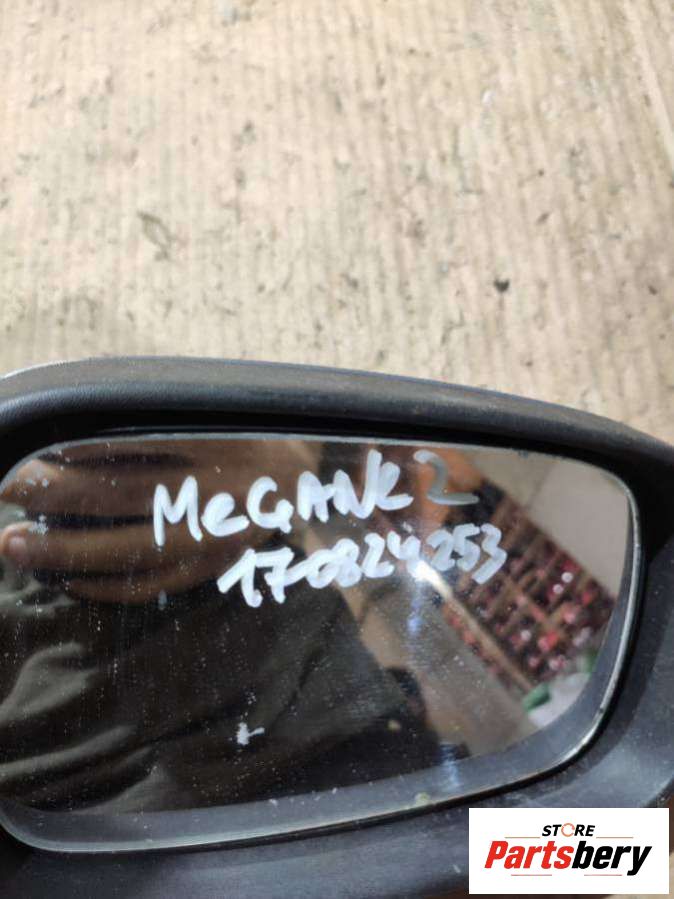 MeGANe 2
170824253
STORE
Partsbery